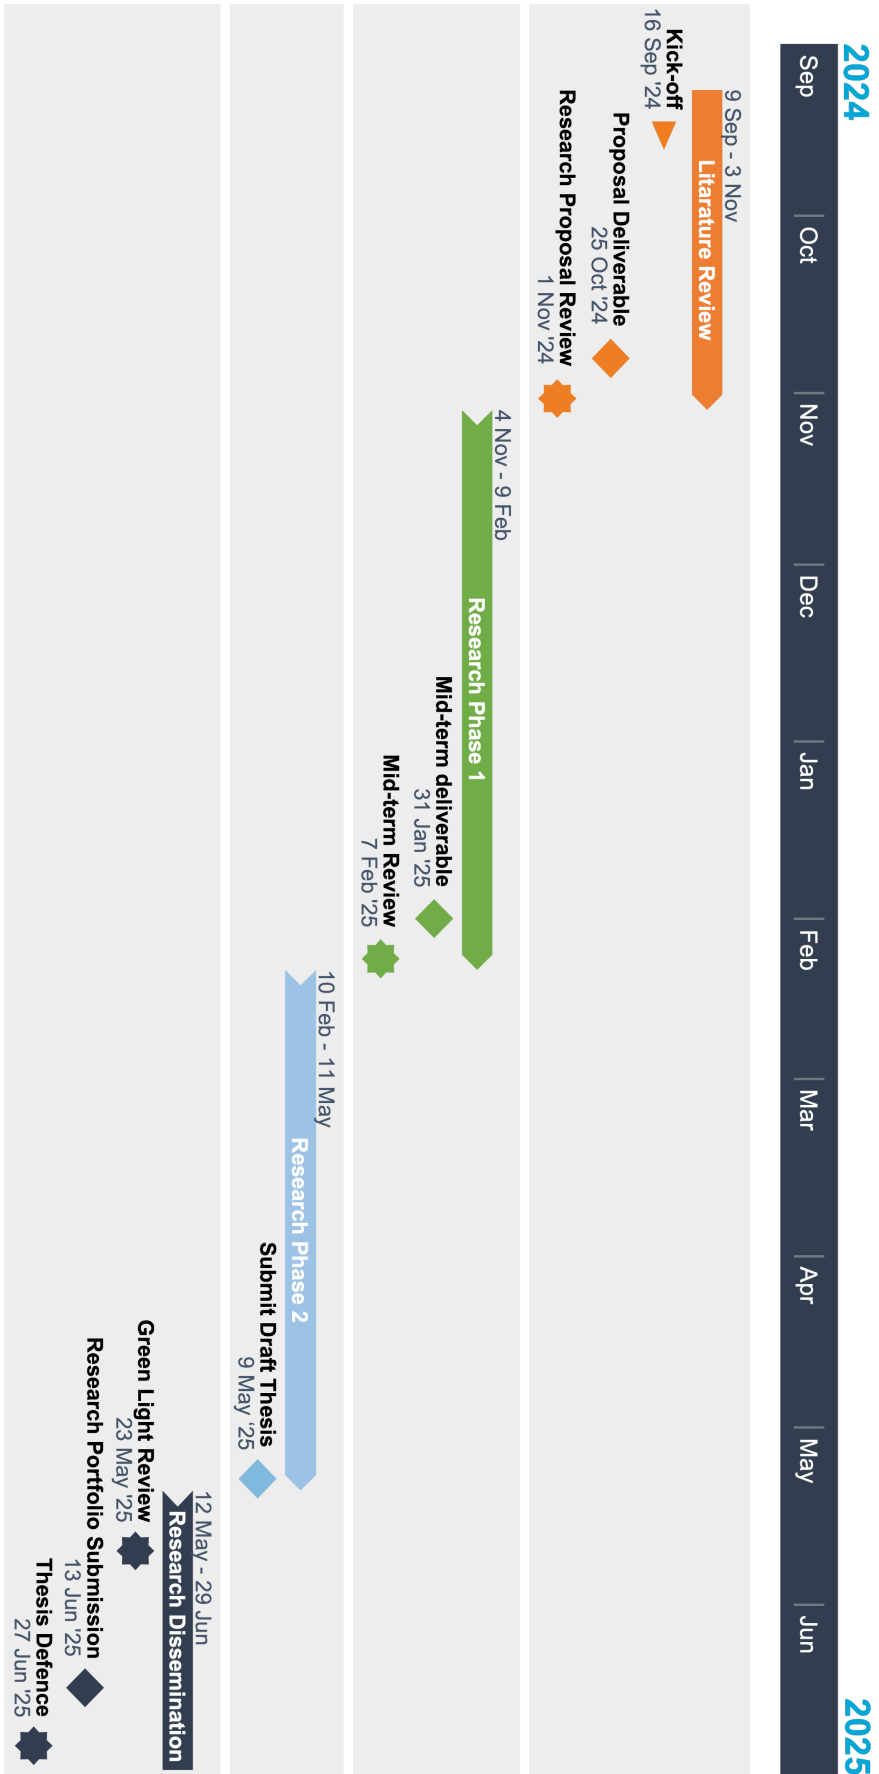 2024
2025
Sep
Oct
Nov
Dec
Jan
Feb
Mar
Apr
May
Jun
9 Sep - 3 Nov
Litarature Review
Kick-off
16 Sep '24
Proposal Deliverable
25 Oct '24
Research Proposal Review
1 Nov '24
4 Nov - 9 Feb
Research Phase 1
Mid-term deliverable
31 Jan '25
Mid-term Review
7 Feb '25
10 Feb - 11 May
Research Phase 2
Submit Draft Thesis
9 May '25
12 May - 29 Jun
Research Dissemination
Green Light Review
23 May '25
Research Portfolio Submission
13 Jun '25
Thesis Defence
27 Jun '25